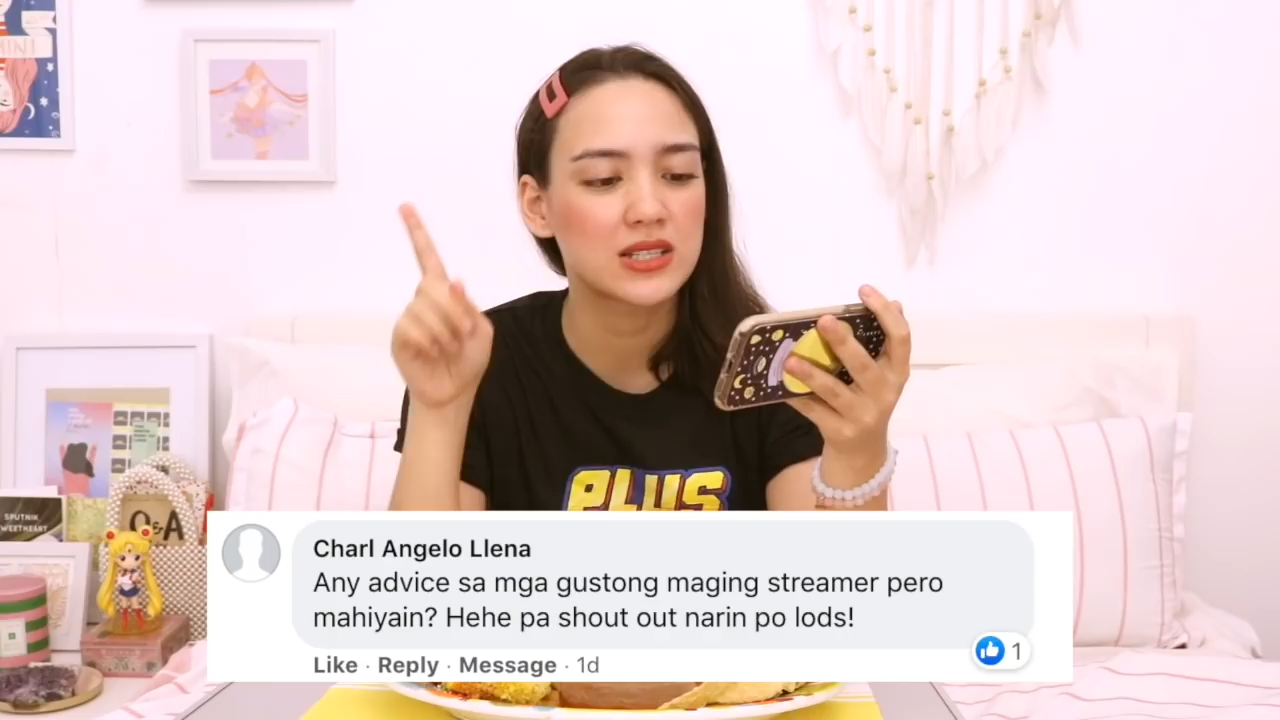 MINI
PLUS
SPUTNIK
SWEETHEART
Q&A
Charl Angelo Llena
Any advice sa mga gustong maging streamer pero
mahiyain? Hehe pa shout out narin po lods!
Like · Reply · Message · 1d
1